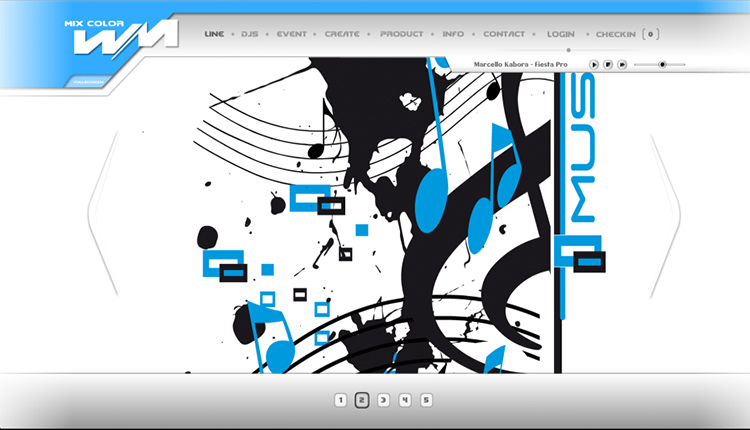 MIX COLOR
WM
LINE DJS EVENT CREATE PRODUCT INFO CONTACT LOGIN CHECKIN [0]
Marcello Kabora - Fiesta Pro
MUS
1 2 3 4 5